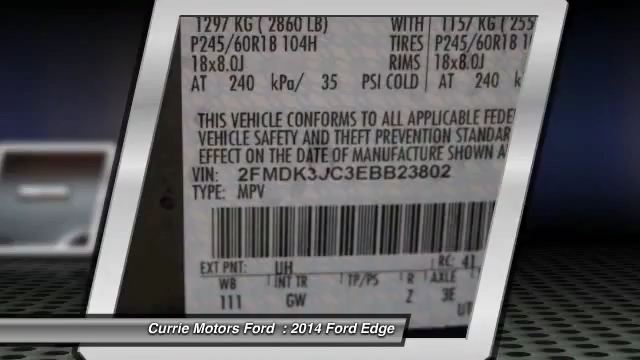 1297 KG ( 2860 LB) WITH 1157 KG ( 255
P245/60R18 104H TIRES P245/60R18 1
18x8.0J RIMS 18x8.0J
AT 240 kPa/ 35 PSI COLD AT 240 k
THIS VEHICLE CONFORMS TO ALL APPLICABLE FEDE
VEHICLE SAFETY AND THEFT PREVENTION STANDAR
EFFECT ON THE DATE OF MANUFACTURE SHOWN A
VIN: 2FMDK3JC3EBB23802
TYPE: MPV
EXT PNT: UH RC: 41
WB INT TR TP/PS R AXLE
111 GW Z 3E
UT
Currie Motors Ford : 2014 Ford Edge